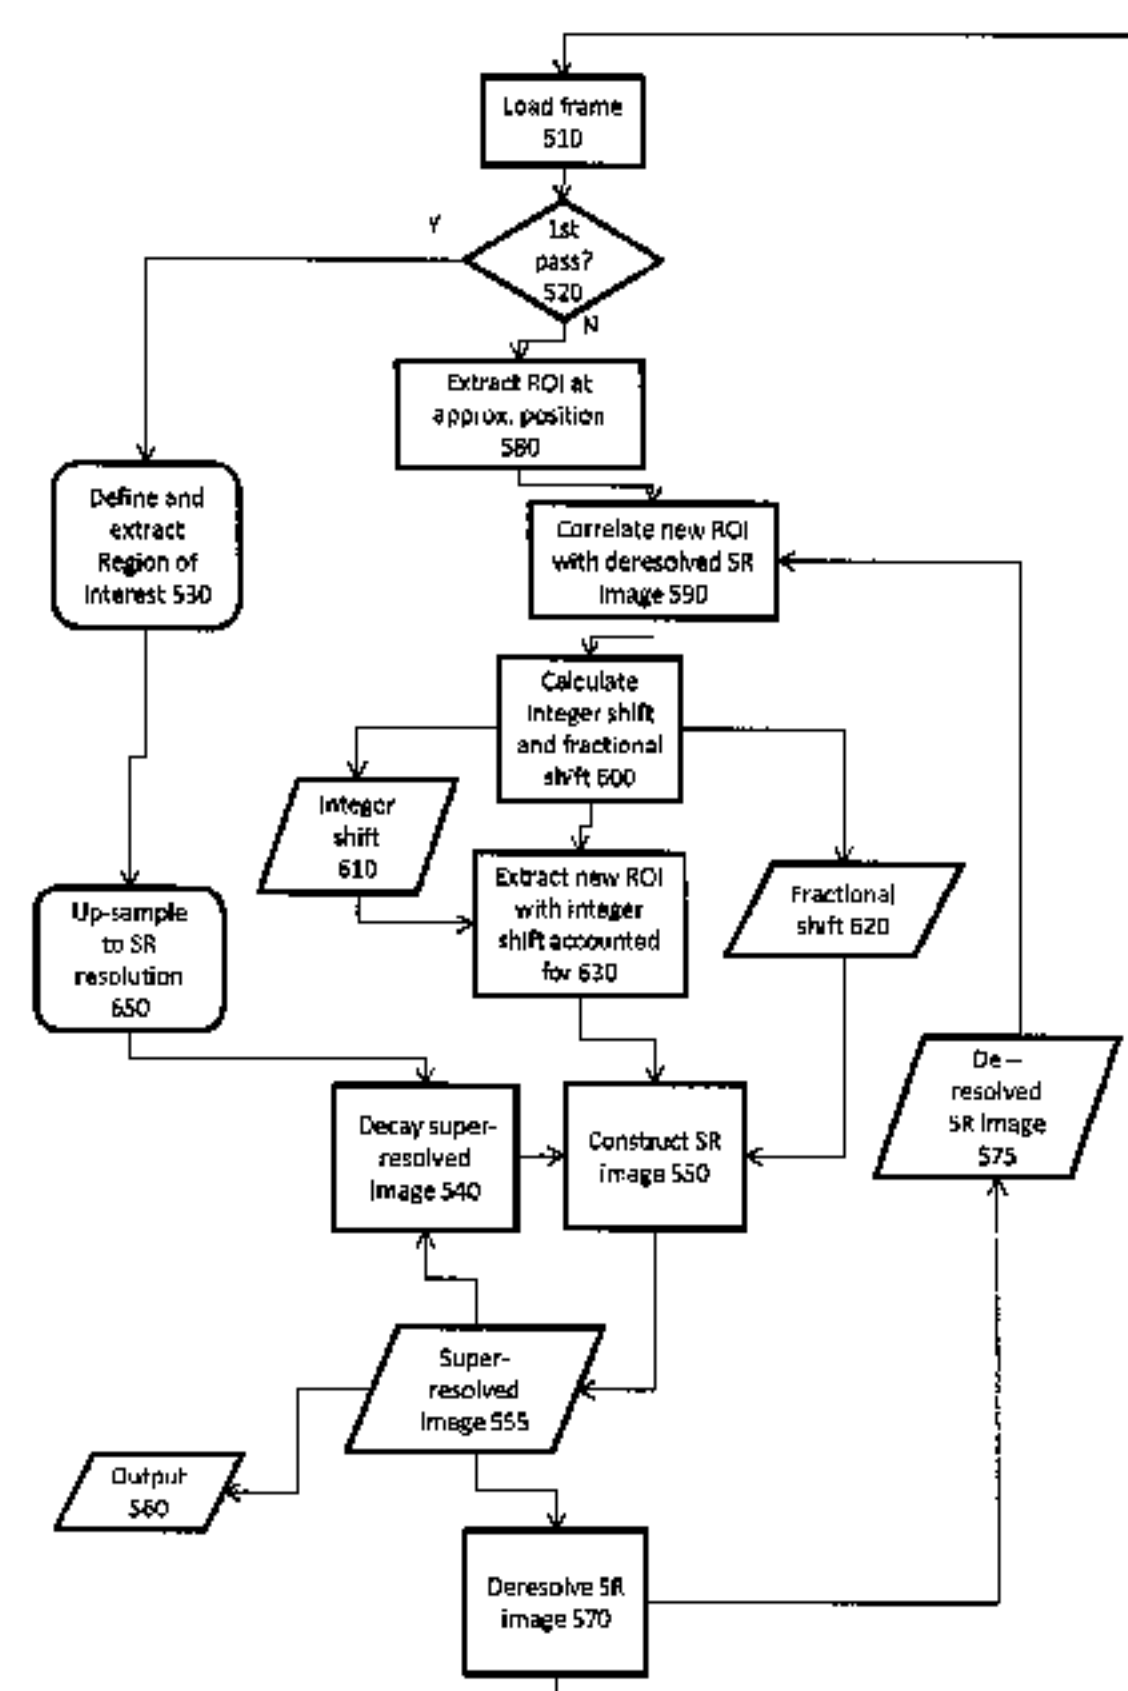 Load frame
510
Y
1st
pass?
520
N
Extract ROI at
approx. position
580
Define and
extract
Region of
Interest 530
Correlate new ROI
with deresolved SR
image 590
Calculate
integer shift
and fractional
shift 600
Integer
shift
610
Extract new ROI
with integer
shift accounted
for 630
Fractional
shift 620
Up-sample
to SR
resolution
650
De –
resolved
SR image
575
Decay super-
resolved
image 540
Construct SR
image 550
Super-
resolved
image 555
Output
560
Deresolve SR
image 570